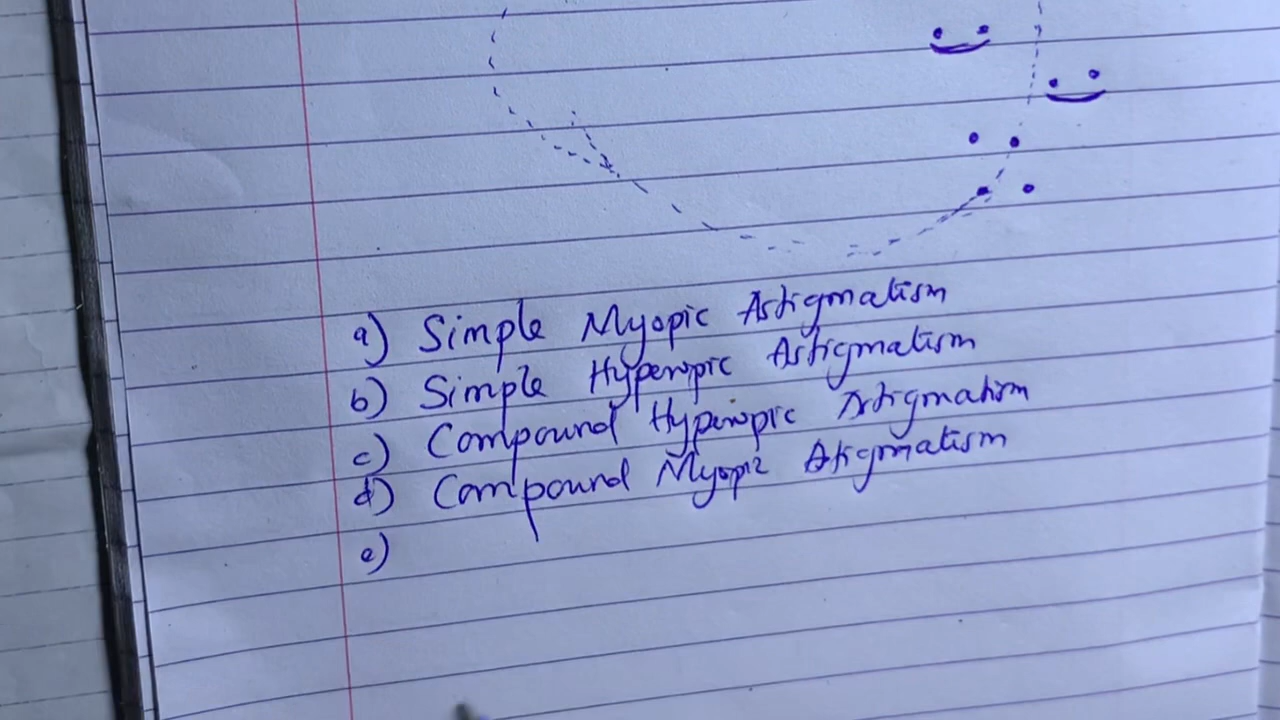 a) Simple Myopic Astigmatism
b) Simple Hyperopic Astigmatism
c) Compound Hyperopic Astigmatism
d) Compound Myopic Astigmatism
e)